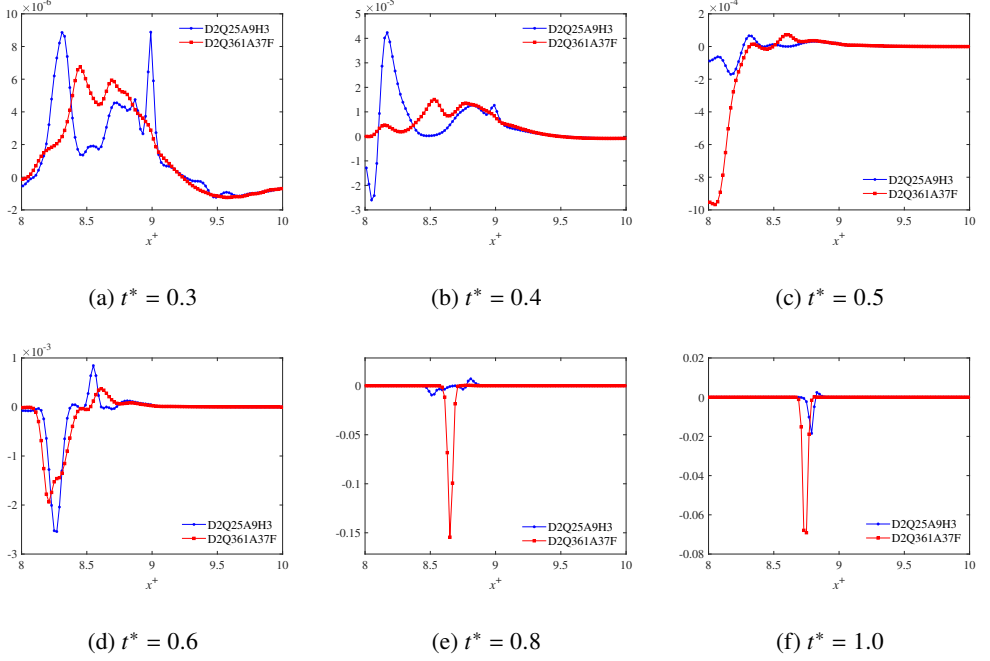 ×10⁻⁶
8
6
4
2
0
-2
8
8.5
9
9.5
10
x⁺
D2Q25A9H3
D2Q361A37F
(a) t* = 0.3
×10⁻⁵
5
4
3
2
1
0
-1
-2
-3
8
8.5
9
9.5
10
x⁺
D2Q25A9H3
D2Q361A37F
(b) t* = 0.4
×10⁻⁴
2
0
-2
-4
-6
-8
-10
8
8.5
9
9.5
10
x⁺
D2Q25A9H3
D2Q361A37F
(c) t* = 0.5
×10⁻³
1
0
-1
-2
-3
8
8.5
9
9.5
10
x⁺
D2Q25A9H3
D2Q361A37F
(d) t* = 0.6
0
-0.05
-0.1
-0.15
8
8.5
9
9.5
10
x⁺
D2Q25A9H3
D2Q361A37F
(e) t* = 0.8
0.02
0
-0.02
-0.04
-0.06
-0.08
8
8.5
9
9.5
10
x⁺
D2Q25A9H3
D2Q361A37F
(f) t* = 1.0